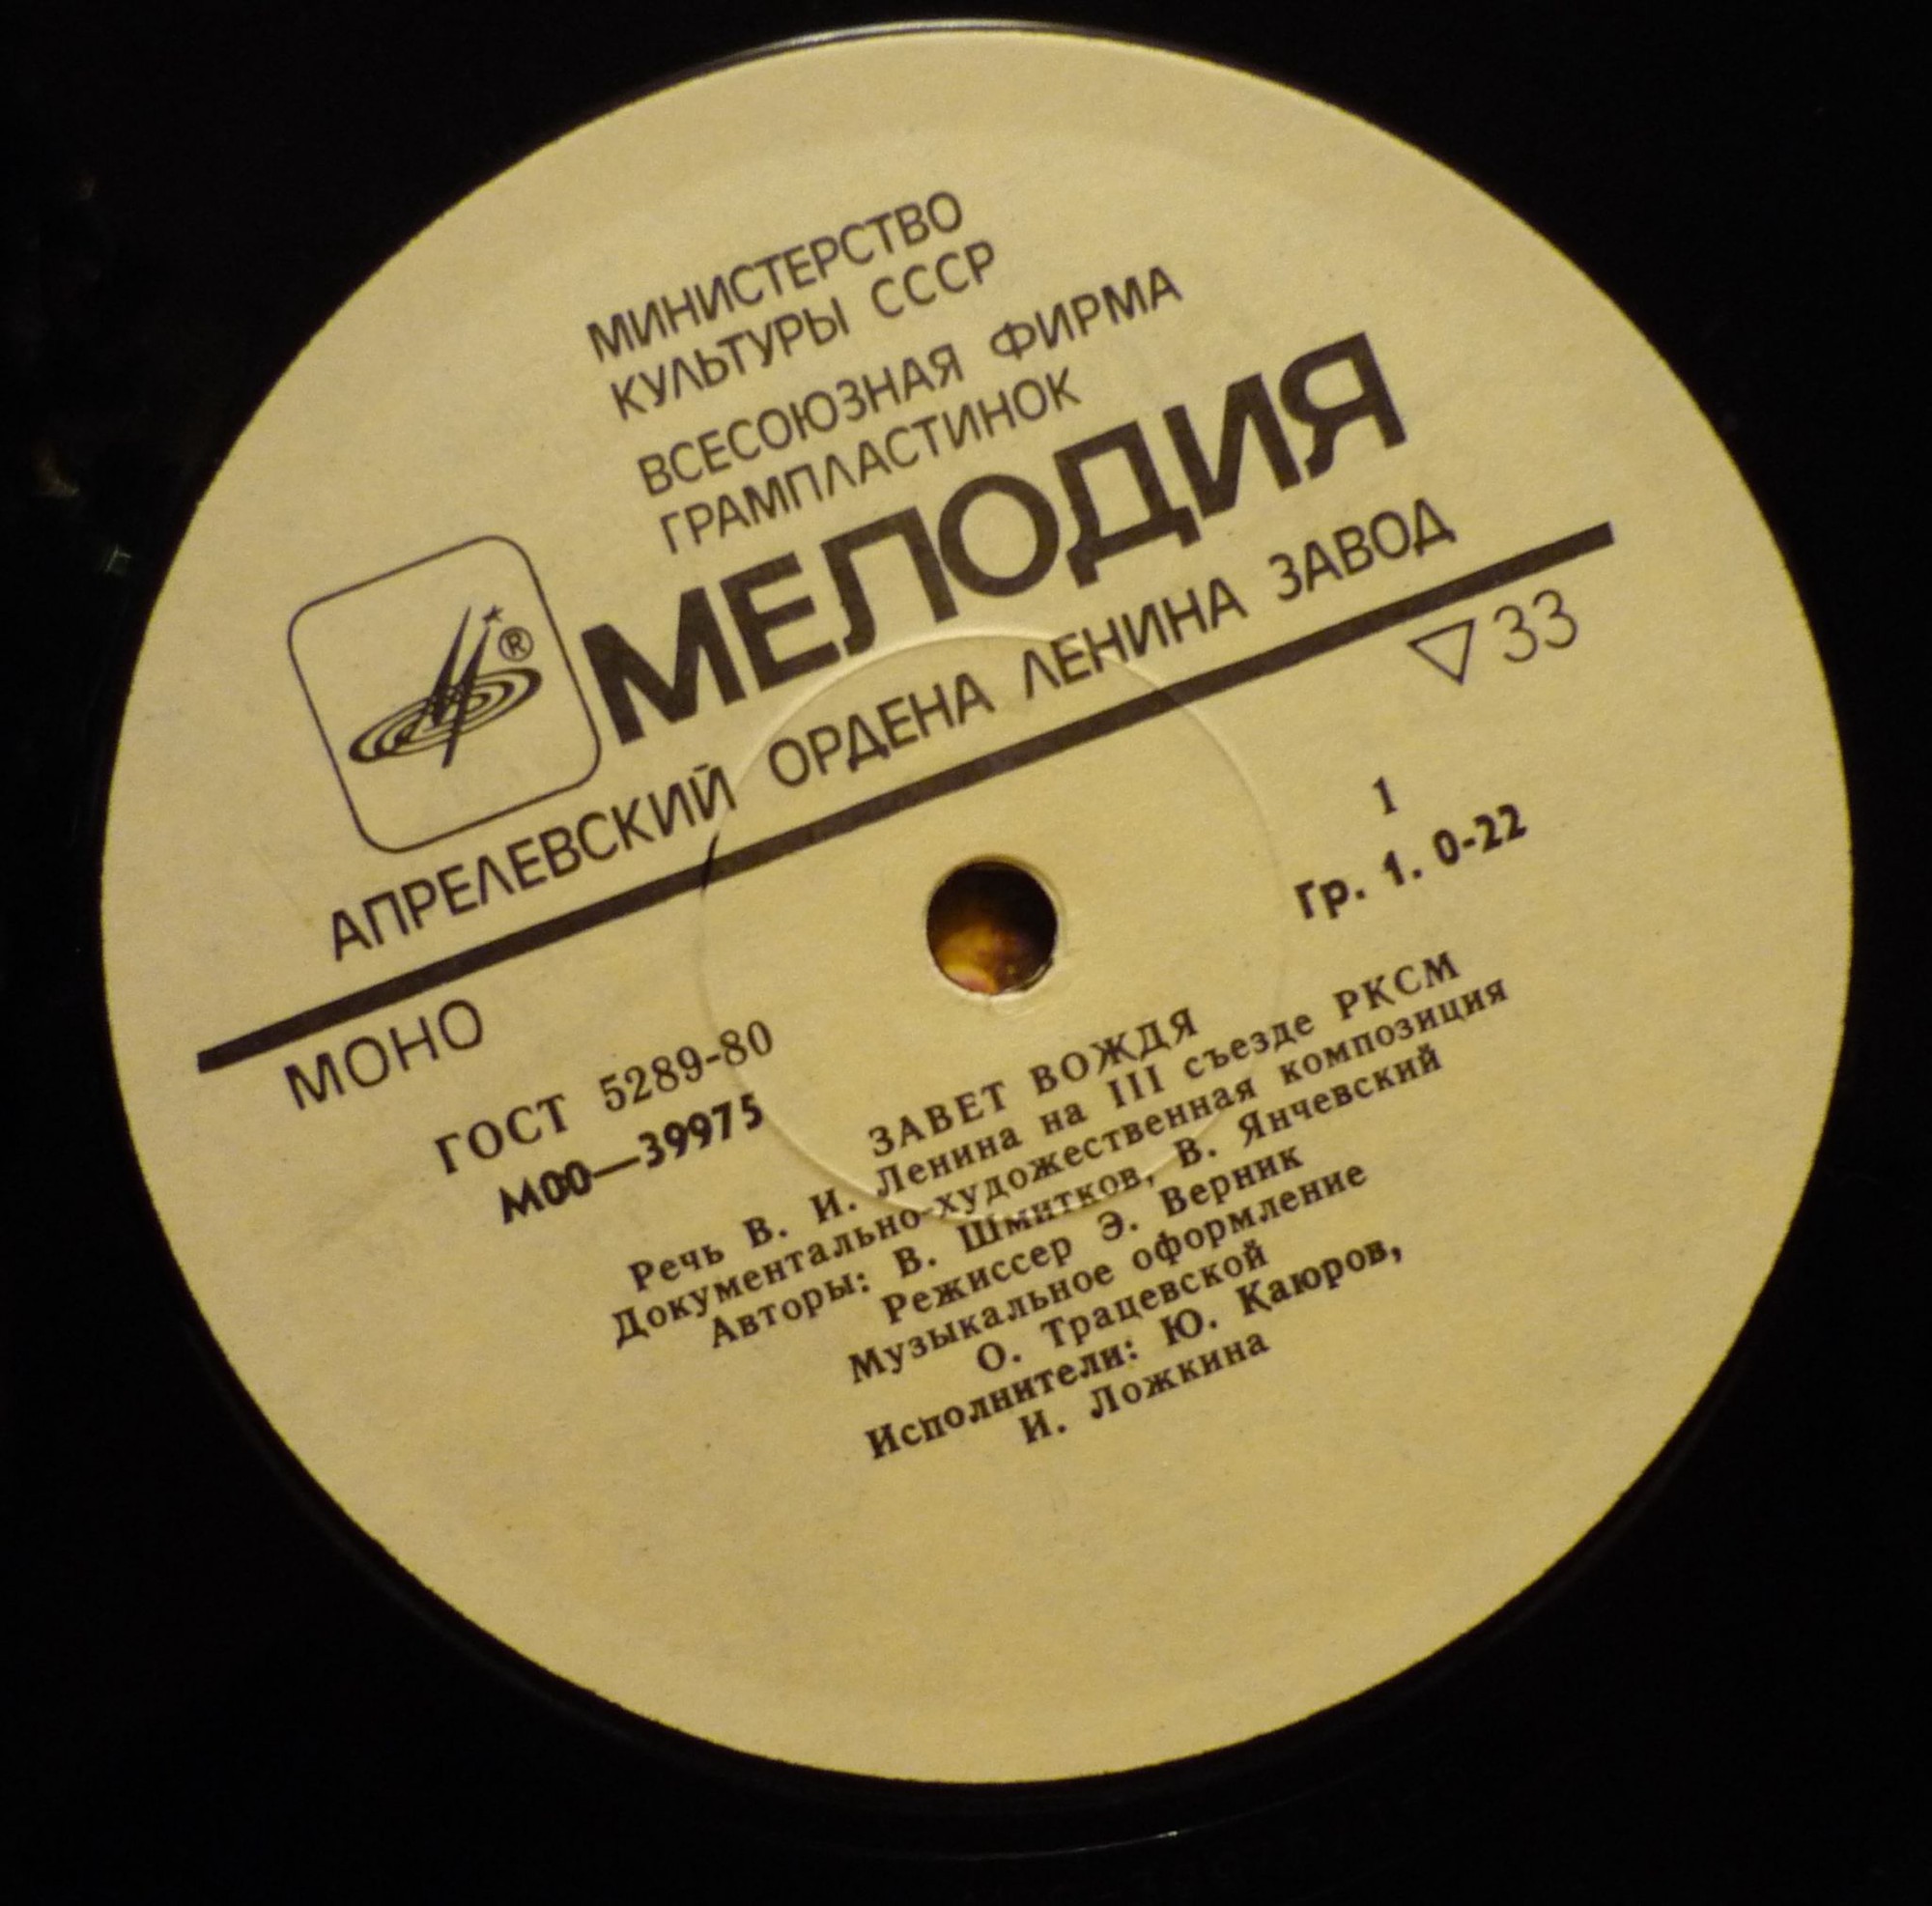 МИНИСТЕРСТВО
КУЛЬТУРЫ СССР
ВСЕСОЮЗНАЯ ФИРМА
ГРАМПЛАСТИНОК
®
МЕЛОДИЯ
АПРЕЛЕВСКИЙ ОРДЕНА ЛЕНИНА ЗАВОД
МОНО
▽ 33
ГОСТ 5289-80
М00—39975
1
Гр. 1. 0-22
ЗАВЕТ ВОЖДЯ
Речь В. И. Ленина на III съезде РКСМ
Документально-художественная композиция
Авторы: В. Шмитков, В. Янчевский
Режиссер Э. Верник
Музыкальное оформление
О. Трацевской
Исполнители: Ю. Каюров,
И. Ложкина